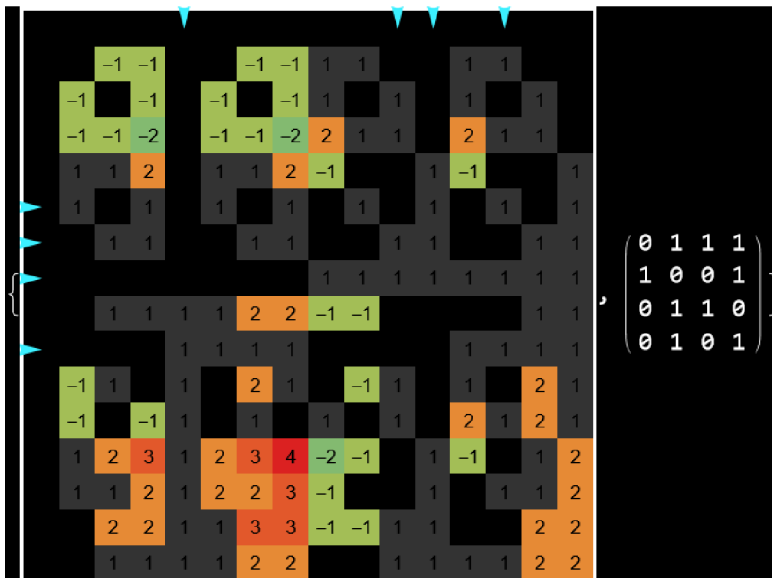 −1 −1 −1 −1 1 1 1 1
−1 −1 −1 −1 1 1 1 1
−1 −1 −2 −1 −1 −2 2 1 1 2 1 1
1 1 2 1 1 2 −1 1 −1 1
1 1 1 1 1 1 1 1
1 1 1 1 1 1 1 1
1 1 1 1 1 1 1 1
1 1 1 1 2 2 −1 −1 1 1
1 1 1 1 1 1 1 1
−1 1 1 2 1 −1 1 1 2 1
−1 −1 1 1 1 1 2 1 2 1
1 2 3 1 2 3 4 −2 −1 1 −1 1 2
1 1 2 1 2 2 3 −1 1 1 1 2
2 2 1 1 3 3 −1 −1 1 1 2 2
1 1 1 1 2 2 1 1 1 1 2 2
,
0 1 1 1
1 0 0 1
0 1 1 0
0 1 0 1